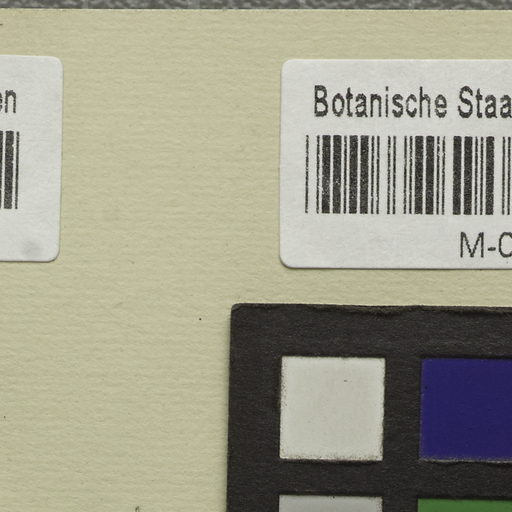 en
Botanische Staa
M-